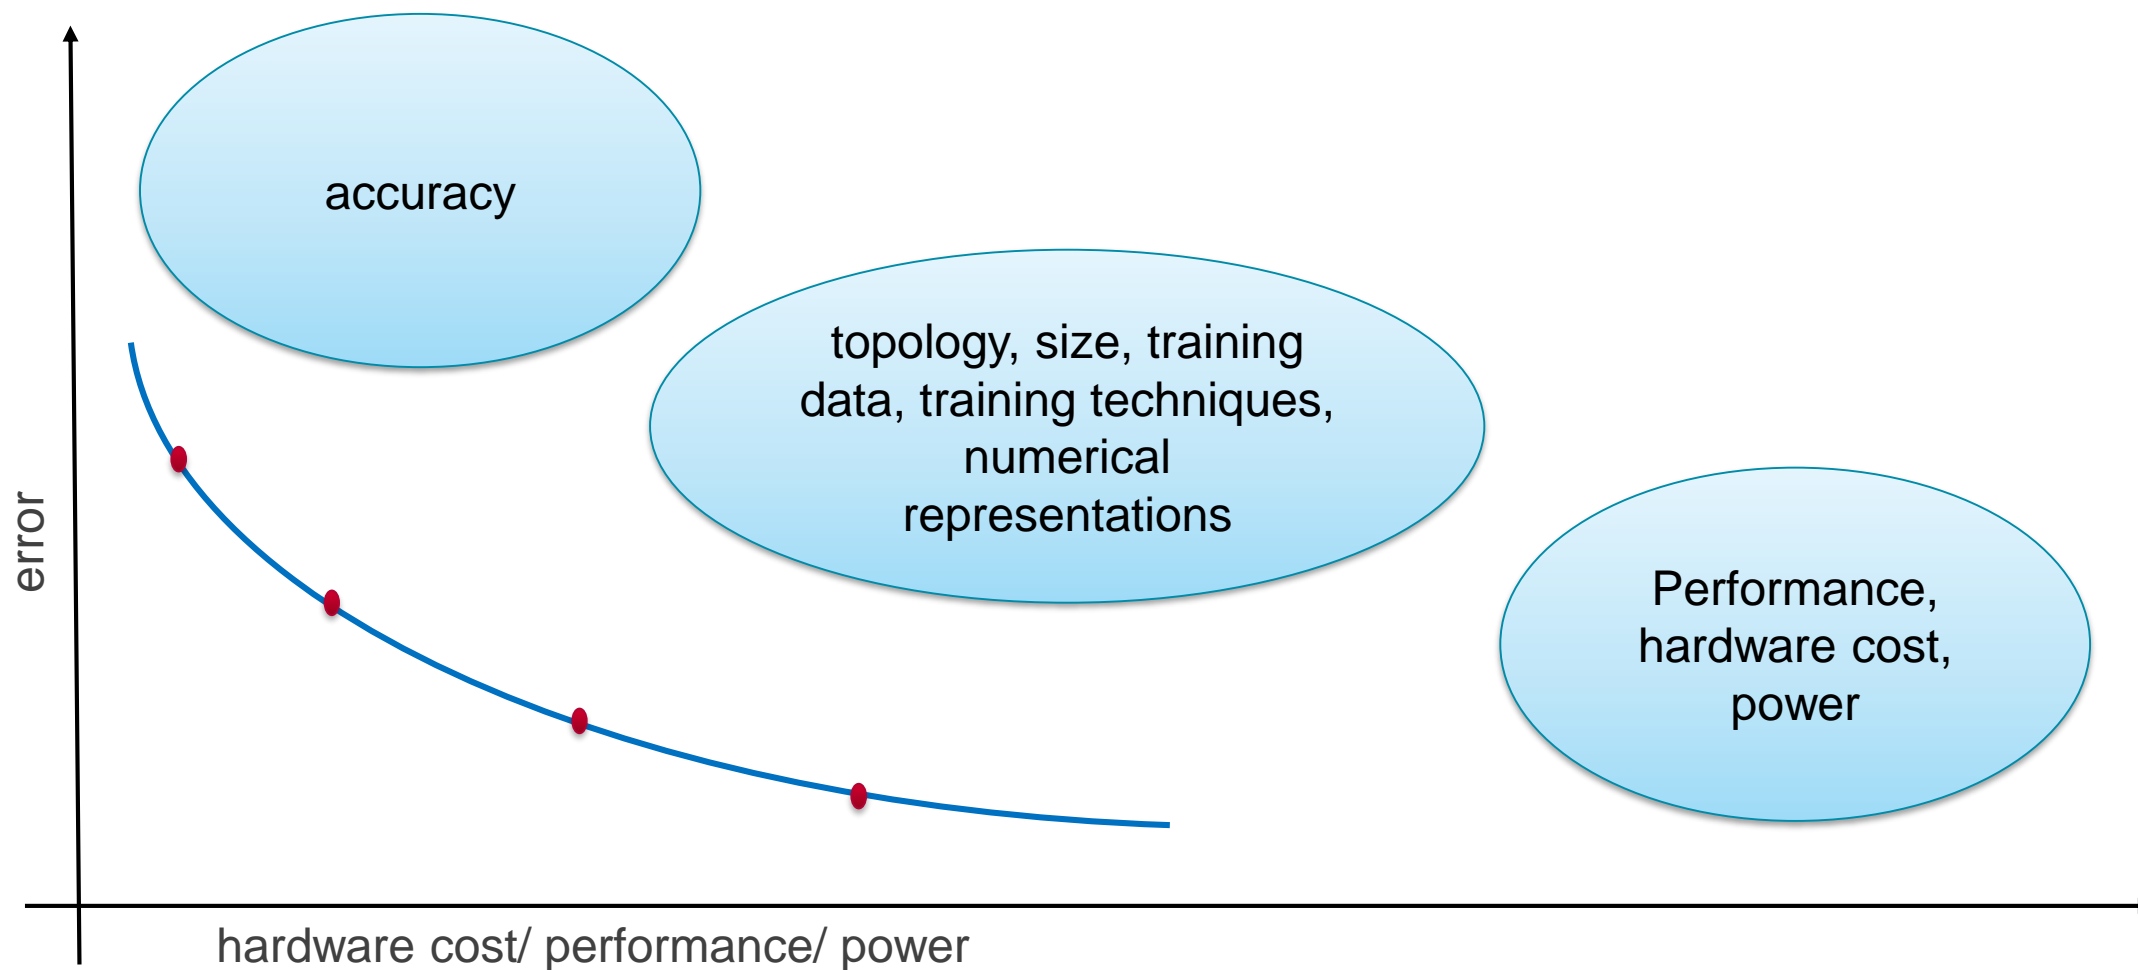 accuracy
topology, size, training
data, training techniques,
numerical
representations
Performance,
hardware cost,
power
error
hardware cost/ performance/ power